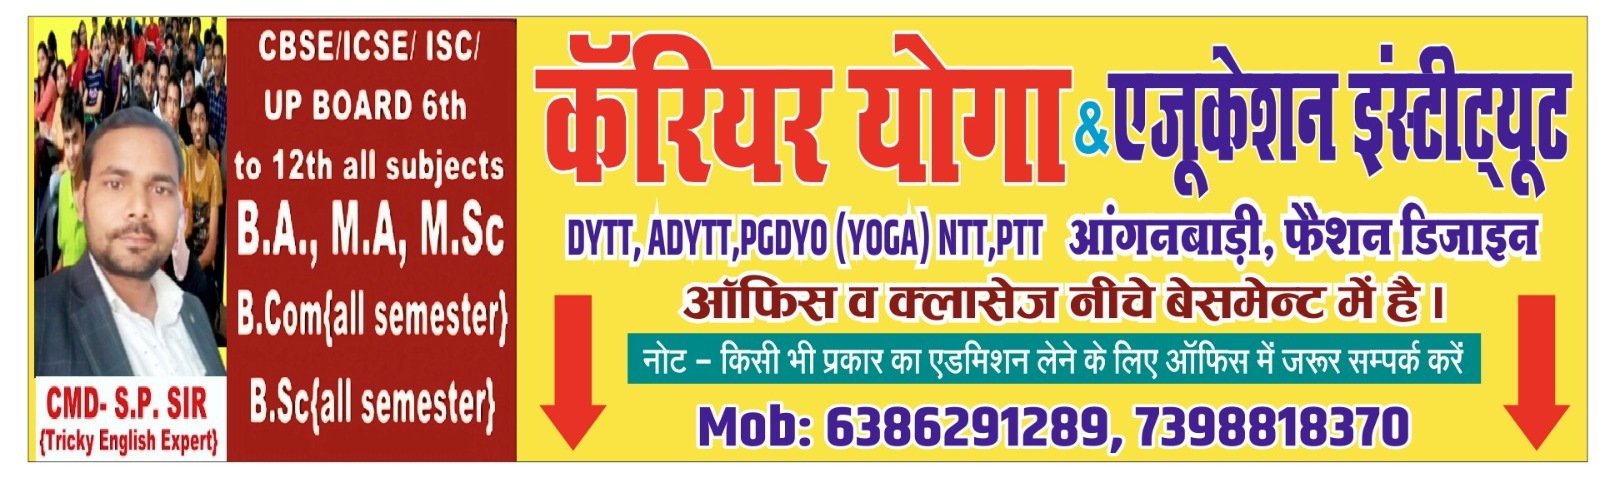 CBSE/ICSE/ ISC/
UP BOARD 6th
to 12th all subjects
B.A., M.A, M.Sc
B.Com{all semester}
B.Sc{all semester}
CMD- S.P. SIR
{Tricky English Expert}
कॅरियर योगा & एजूकेशन इंस्टीट्यूट
DYTT, ADYTT,PGDYO (YOGA) NTT,PTT आंगनबाड़ी, फैशन डिजाइन
ऑफिस व क्लासेज नीचे बेसमेन्ट में है।
नोट – किसी भी प्रकार का एडमिशन लेने के लिए ऑफिस में जरूर सम्पर्क करें
Mob: 6386291289, 7398818370